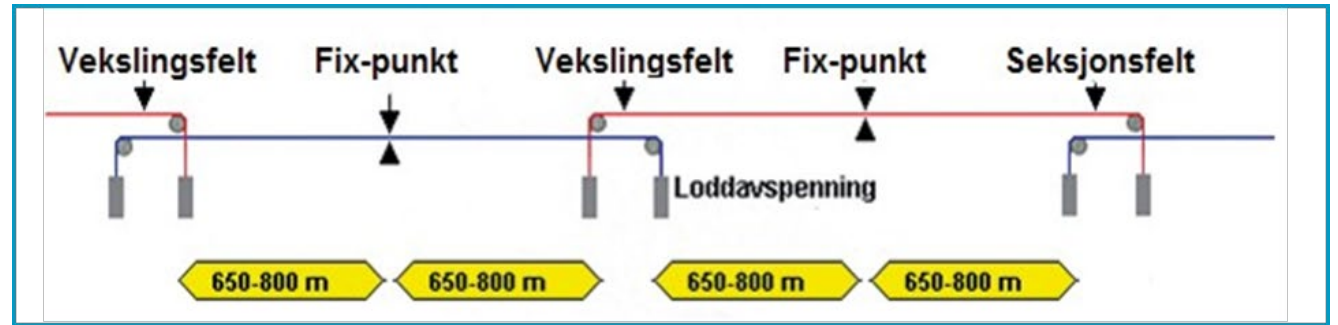 Vekslingsfelt Fix-punkt Vekslingsfelt Fix-punkt Seksjonsfelt
Loddavspenning
650-800 m 650-800 m 650-800 m 650-800 m